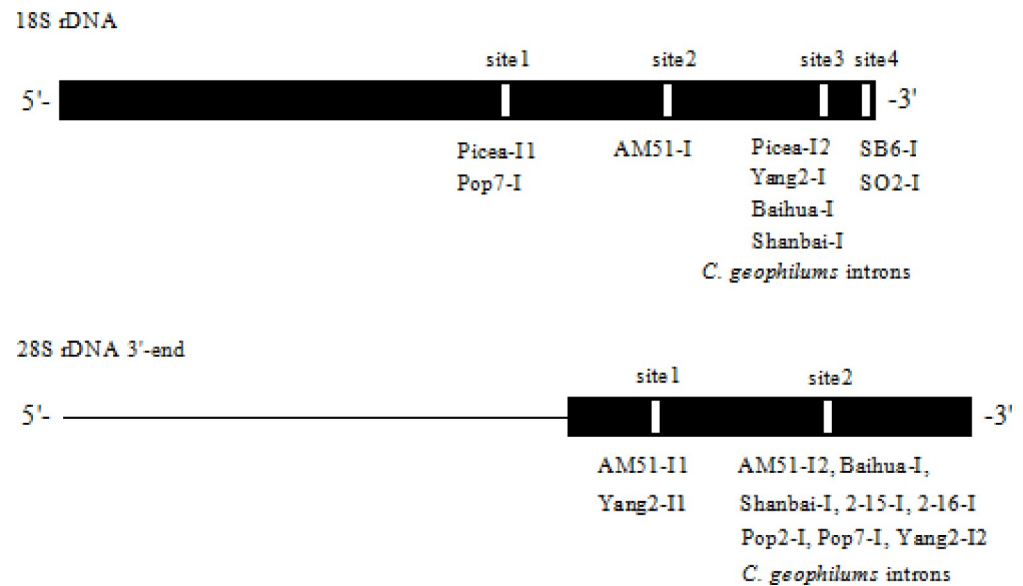 18S rDNA
site1 site2 site3 site4
5'- -3'
Picea-I1 AM51-I Picea-I2 SB6-I
Pop7-I Yang2-I SO2-I
Baihua-I
Shanbai-I
C. geophilums introns
28S rDNA 3'-end
site1 site2
5'- -3'
AM51-I1 AM51-I2, Baihua-I,
Yang2-I1 Shanbai-I, 2-15-I, 2-16-I
Pop2-I, Pop7-I, Yang2-I2
C. geophilums introns